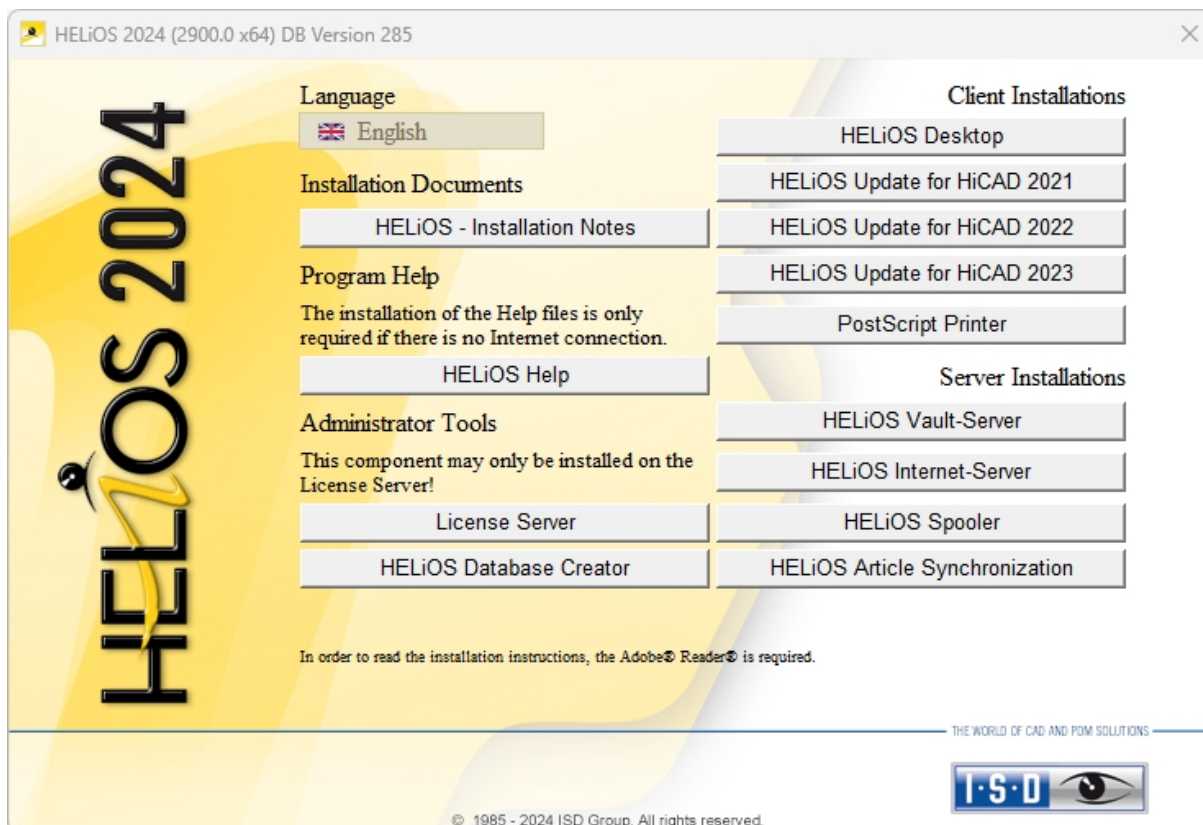 HELiOS 2024 (2900.0 x64) DB Version 285
HELiOS 2024
Language
English
Installation Documents
HELiOS - Installation Notes
Program Help
The installation of the Help files is only
required if there is no Internet connection.
HELiOS Help
Administrator Tools
This component may only be installed on the
License Server!
License Server
HELiOS Database Creator
Client Installations
HELiOS Desktop
HELiOS Update for HiCAD 2021
HELiOS Update for HiCAD 2022
HELiOS Update for HiCAD 2023
PostScript Printer
Server Installations
HELiOS Vault-Server
HELiOS Internet-Server
HELiOS Spooler
HELiOS Article Synchronization
In order to read the installation instructions, the Adobe® Reader® is required.
THE WORLD OF CAD AND PDM SOLUTIONS
I·S·D
© 1985 - 2024 ISD Group. All rights reserved.